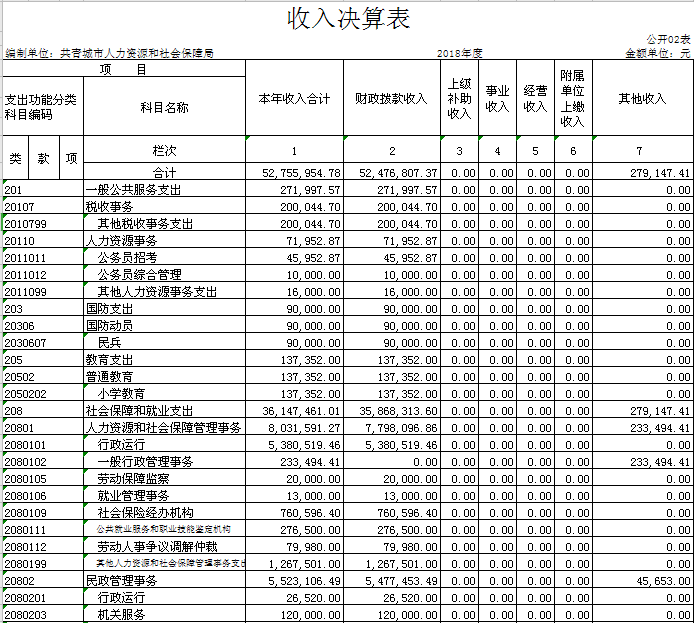 收入决算表
公开02表
编制单位：共青城市人力资源和社会保障局 2018年度 金额单位：元
项 目 本年收入合计 财政拨款收入 上级补助收入 事业收入 经营收入 附属单位上缴收入 其他收入
支出功能分类科目编码 科目名称
类 款 项 栏次 1 2 3 4 5 6 7
合计 52,755,954.78 52,476,807.37 0.00 0.00 0.00 0.00 279,147.41
201 一般公共服务支出 271,997.57 271,997.57 0.00 0.00 0.00 0.00 0.00
20107 税收事务 200,044.70 200,044.70 0.00 0.00 0.00 0.00 0.00
2010799 其他税收事务支出 200,044.70 200,044.70 0.00 0.00 0.00 0.00 0.00
20110 人力资源事务 71,952.87 71,952.87 0.00 0.00 0.00 0.00 0.00
2011011 公务员招考 45,952.87 45,952.87 0.00 0.00 0.00 0.00 0.00
2011012 公务员综合管理 10,000.00 10,000.00 0.00 0.00 0.00 0.00 0.00
2011099 其他人力资源事务支出 16,000.00 16,000.00 0.00 0.00 0.00 0.00 0.00
203 国防支出 90,000.00 90,000.00 0.00 0.00 0.00 0.00 0.00
20306 国防动员 90,000.00 90,000.00 0.00 0.00 0.00 0.00 0.00
2030607 民兵 90,000.00 90,000.00 0.00 0.00 0.00 0.00 0.00
205 教育支出 137,352.00 137,352.00 0.00 0.00 0.00 0.00 0.00
20502 普通教育 137,352.00 137,352.00 0.00 0.00 0.00 0.00 0.00
2050202 小学教育 137,352.00 137,352.00 0.00 0.00 0.00 0.00 0.00
208 社会保障和就业支出 36,147,461.01 35,868,313.60 0.00 0.00 0.00 0.00 279,147.41
20801 人力资源和社会保障管理事务 8,031,591.27 7,798,096.86 0.00 0.00 0.00 0.00 233,494.41
2080101 行政运行 5,380,519.46 5,380,519.46 0.00 0.00 0.00 0.00 0.00
2080102 一般行政管理事务 233,494.41 0.00 0.00 0.00 0.00 0.00 233,494.41
2080105 劳动保障监察 20,000.00 20,000.00 0.00 0.00 0.00 0.00 0.00
2080106 就业管理事务 13,000.00 13,000.00 0.00 0.00 0.00 0.00 0.00
2080109 社会保险经办机构 760,596.40 760,596.40 0.00 0.00 0.00 0.00 0.00
2080111 公共就业服务和职业技能鉴定机构 276,500.00 276,500.00 0.00 0.00 0.00 0.00 0.00
2080112 劳动人事争议调解仲裁 79,980.00 79,980.00 0.00 0.00 0.00 0.00 0.00
2080199 其他人力资源和社会保障管理事务支出 1,267,501.00 1,267,501.00 0.00 0.00 0.00 0.00 0.00
20802 民政管理事务 5,523,106.49 5,477,453.49 0.00 0.00 0.00 0.00 45,653.00
2080201 行政运行 26,520.00 26,520.00 0.00 0.00 0.00 0.00 0.00
2080203 机关服务 120,000.00 120,000.00 0.00 0.00 0.00 0.00 0.00